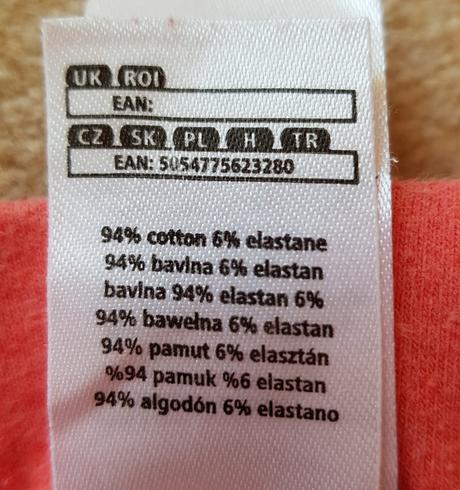 UK ROI
EAN:
CZ SK PL H TR
EAN: 5054775623280
94% cotton 6% elastane
94% bavlna 6% elastan
bavlna 94% elastan 6%
94% bawełna 6% elastan
94% pamut 6% elasztán
%94 pamuk %6 elastan
94% algodón 6% elastano